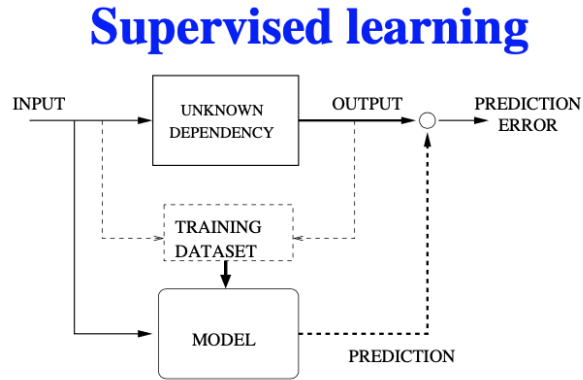 Supervised learning
INPUT
UNKNOWN
DEPENDENCY
OUTPUT
PREDICTION
ERROR
TRAINING
DATASET
MODEL
PREDICTION